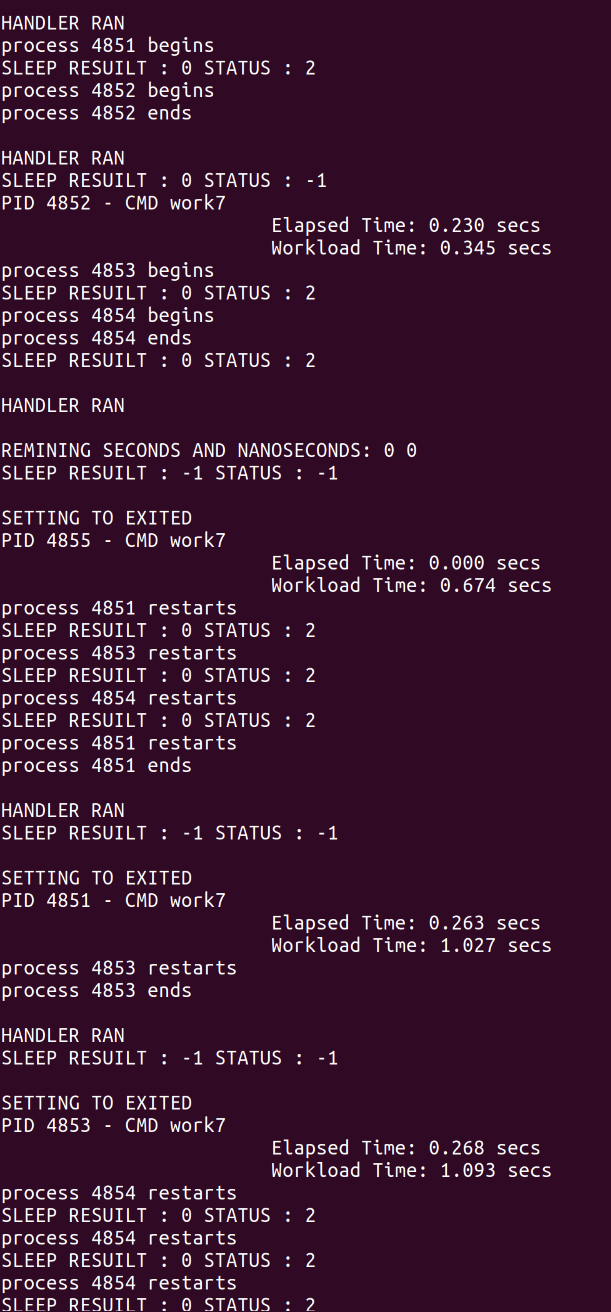 HANDLER RAN
process 4851 begins
SLEEP RESUILT : 0 STATUS : 2
process 4852 begins
process 4852 ends
HANDLER RAN
SLEEP RESUILT : 0 STATUS : -1
PID 4852 - CMD work7
Elapsed Time: 0.230 secs
Workload Time: 0.345 secs
process 4853 begins
SLEEP RESUILT : 0 STATUS : 2
process 4854 begins
process 4854 ends
SLEEP RESUILT : 0 STATUS : 2
HANDLER RAN
REMINING SECONDS AND NANOSECONDS: 0 0
SLEEP RESUILT : -1 STATUS : -1
SETTING TO EXITED
PID 4855 - CMD work7
Elapsed Time: 0.000 secs
Workload Time: 0.674 secs
process 4851 restarts
SLEEP RESUILT : 0 STATUS : 2
process 4853 restarts
SLEEP RESUILT : 0 STATUS : 2
process 4854 restarts
SLEEP RESUILT : 0 STATUS : 2
process 4851 restarts
process 4851 ends
HANDLER RAN
SLEEP RESUILT : -1 STATUS : -1
SETTING TO EXITED
PID 4851 - CMD work7
Elapsed Time: 0.263 secs
Workload Time: 1.027 secs
process 4853 restarts
process 4853 ends
HANDLER RAN
SLEEP RESUILT : -1 STATUS : -1
SETTING TO EXITED
PID 4853 - CMD work7
Elapsed Time: 0.268 secs
Workload Time: 1.093 secs
process 4854 restarts
SLEEP RESUILT : 0 STATUS : 2
process 4854 restarts
SLEEP RESUILT : 0 STATUS : 2
process 4854 restarts
SLEEP RESUILT : 0 STATUS : 2